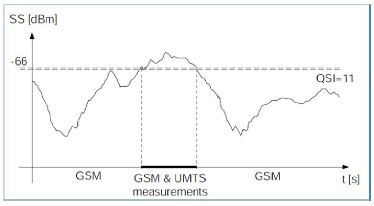 SS [dBm]
-66
QSI=11
GSM
GSM & UMTS
measurements
GSM
t [s]